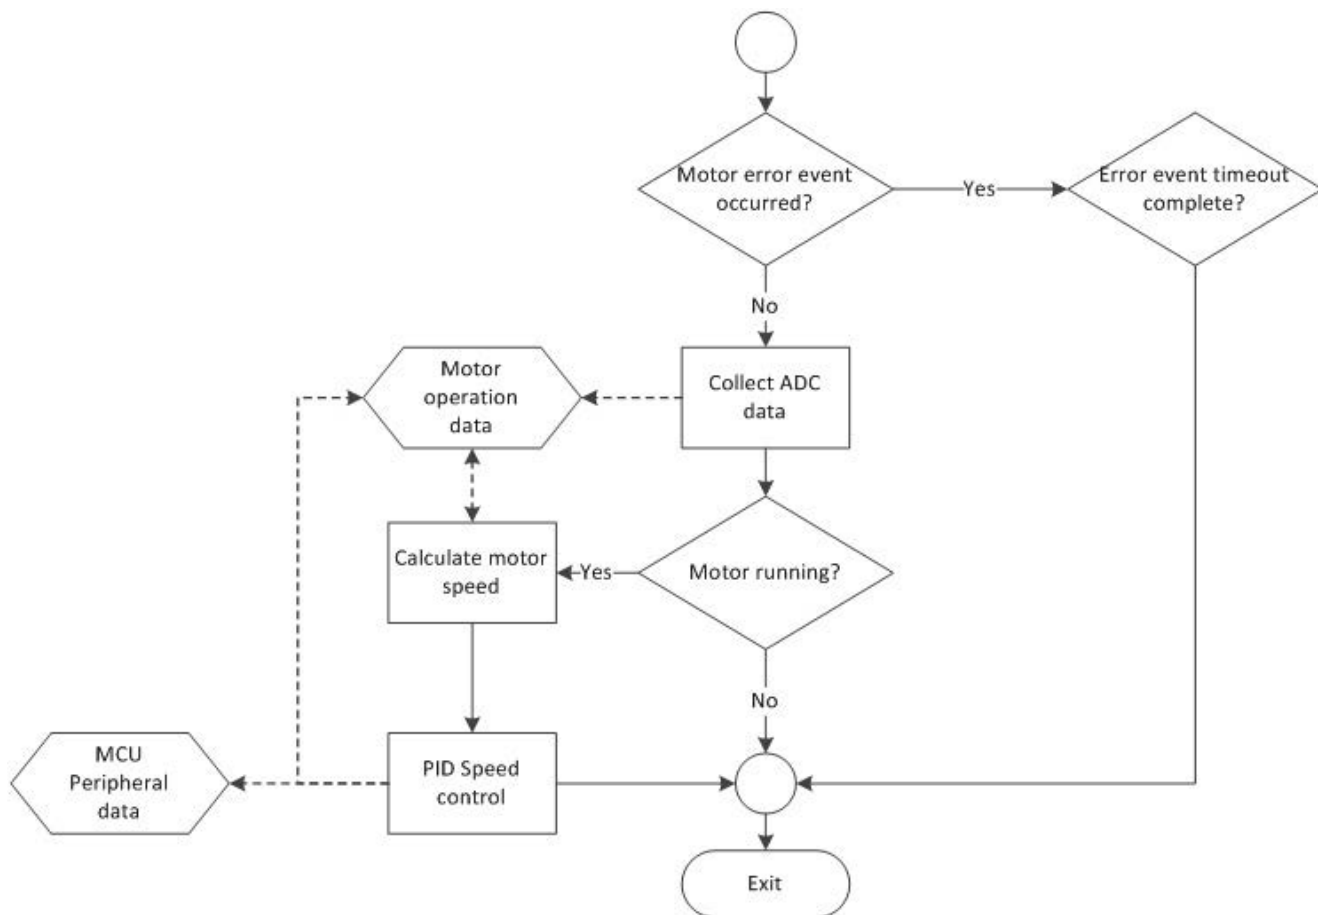 Motor error event
occurred?
Yes
Error event timeout
complete?
No
Motor
operation
data
Collect ADC
data
Calculate motor
speed
Yes
Motor running?
No
MCU
Peripheral
data
PID Speed
control
Exit